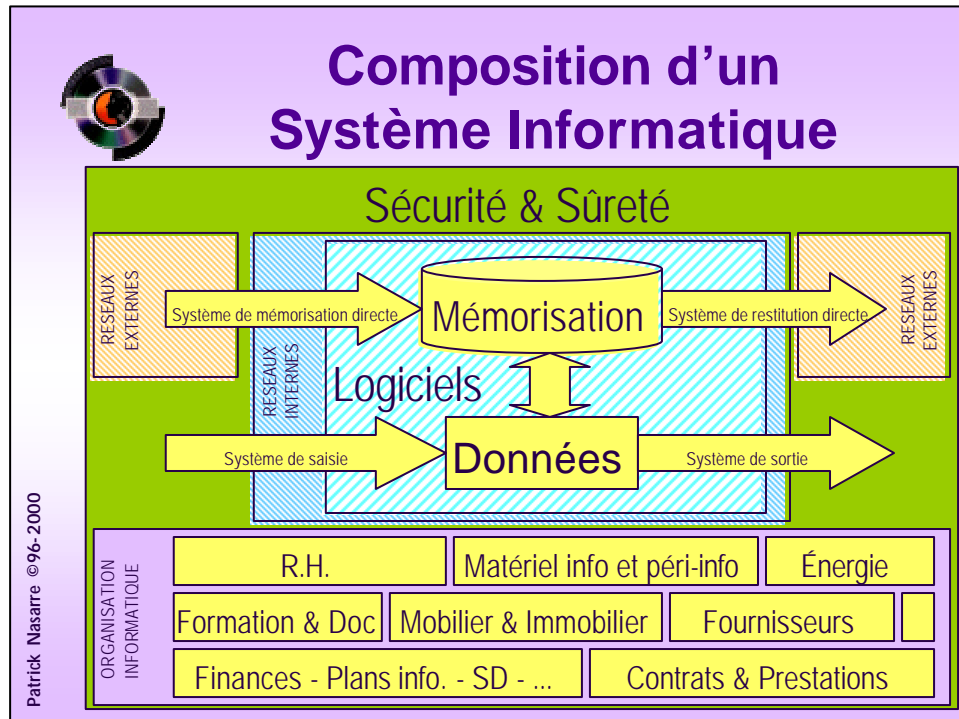 Composition d’un
Système Informatique
Sécurité & Sûreté
RESEAUX
EXTERNES
Système de mémorisation directe
Mémorisation
Système de restitution directe
RESEAUX
EXTERNES
RESEAUX
INTERNES
Logiciels
Système de saisie
Données
Système de sortie
ORGANISATION
INFORMATIQUE
R.H.
Matériel info et péri-info
Énergie
Formation & Doc
Mobilier & Immobilier
Fournisseurs
Finances - Plans info. - SD - ...
Contrats & Prestations
Patrick Nasarre ©96-2000